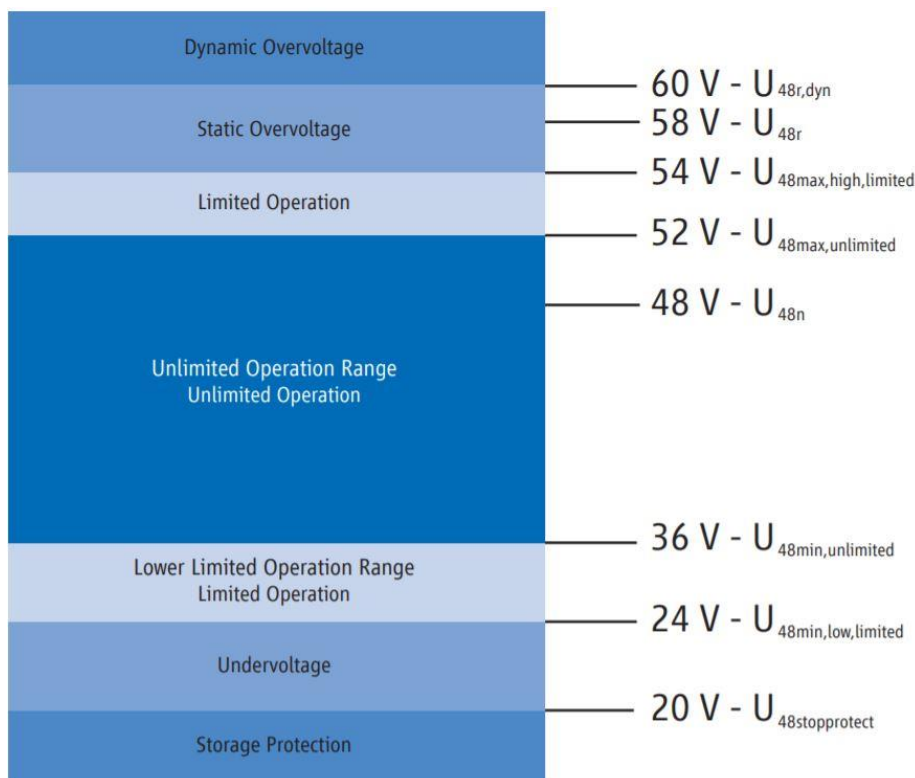 Dynamic Overvoltage
60 V - U48r,dyn
Static Overvoltage
58 V - U48r
54 V - U48max,high,limited
Limited Operation
52 V - U48max,unlimited
48 V - U48n
Unlimited Operation Range
Unlimited Operation
36 V - U48min,unlimited
Lower Limited Operation Range
Limited Operation
24 V - U48min,low,limited
Undervoltage
20 V - U48stopprotect
Storage Protection